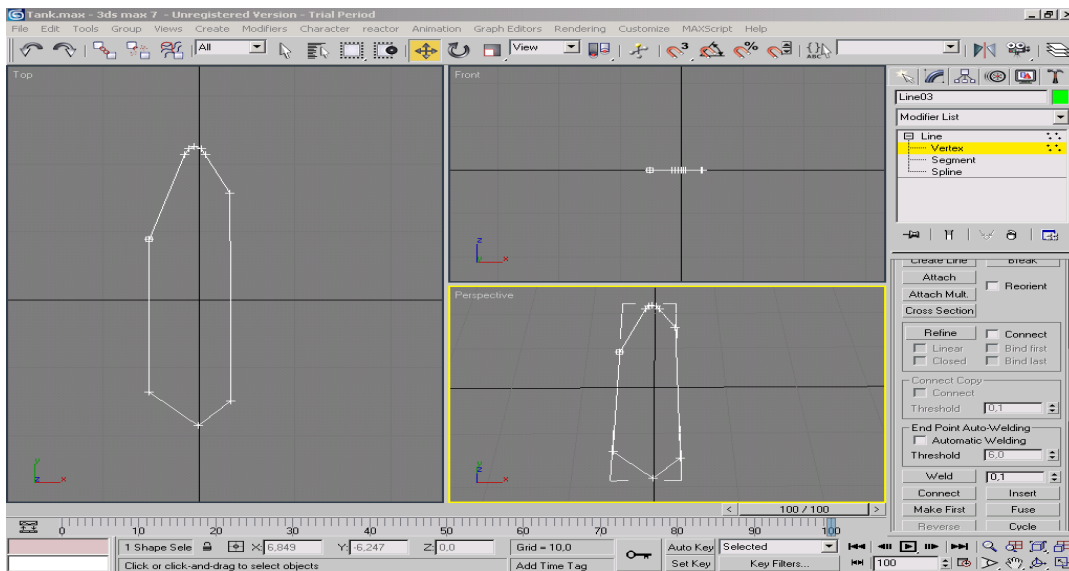 Tank.max - 3ds max 7 - Unregistered Version - Trial Period
File Edit Tools Group Views Create Modifiers Character reactor Animation Graph Editors Rendering Customize MAXScript Help
All View
Top
Front
Line03
Modifier List
Line
Vertex
Segment
Spline
z
x
Perspective
Create Line Break
Attach
Reorient
Attach Mult.
Cross Section
Refine Connect
Linear Bind first
Closed Bind last
Connect Copy
Connect
Threshold 0,1
End Point Auto-Welding
Automatic Welding
Threshold 6,0
Weld 0,1
Connect Insert
Make First Fuse
Reverse Cycle
y
x
z
x
< 100 / 100 >
0 10 20 30 40 50 60 70 80 90 100
1 Shape Sele X: 6,849 Y: -6,247 Z: 0,0 Grid = 10,0 Auto Key Selected
Click or click-and-drag to select objects Add Time Tag Set Key Key Filters... 100